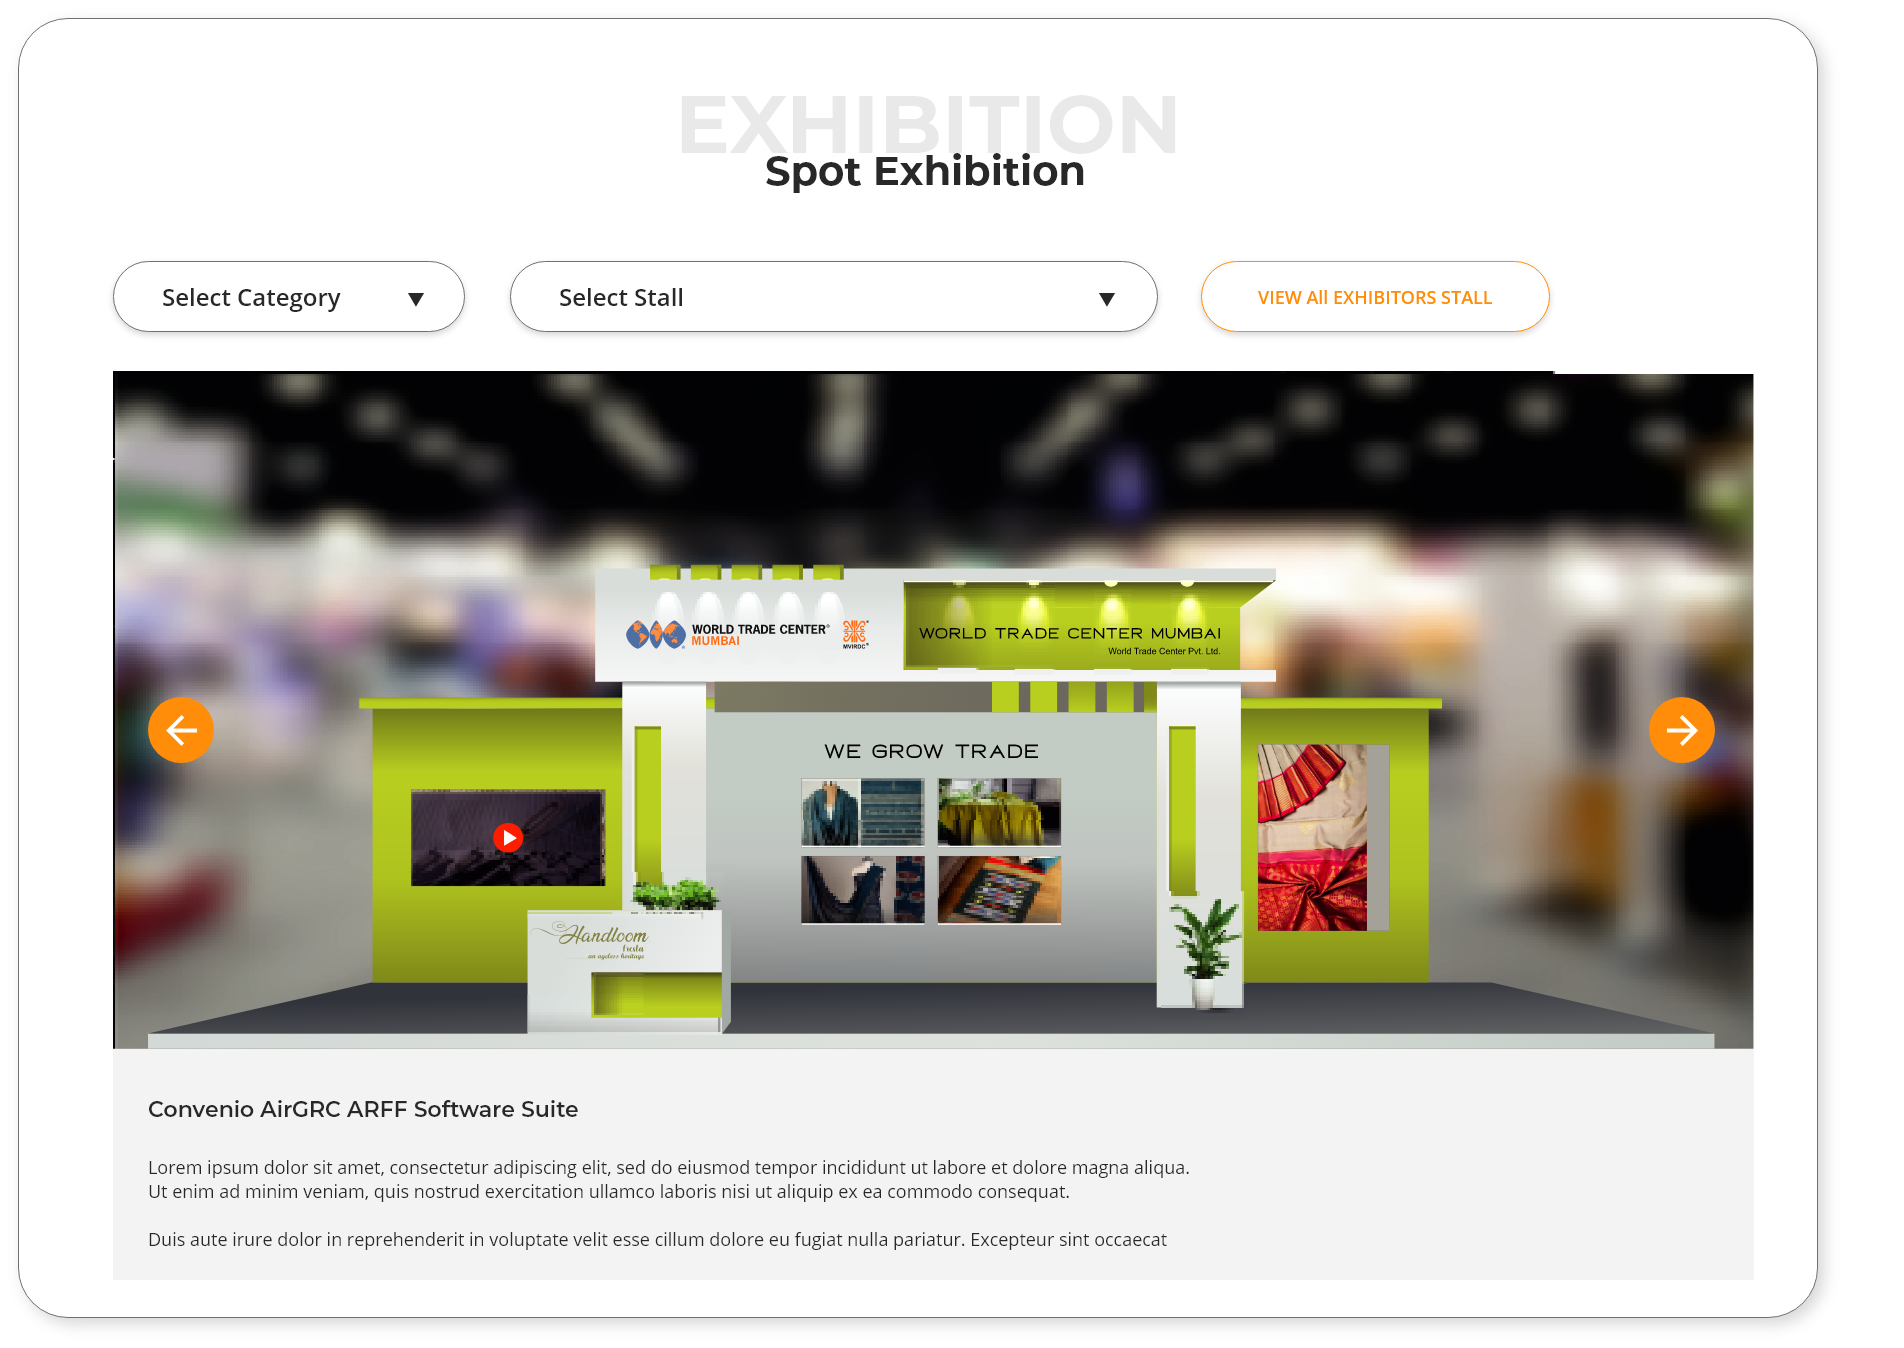 EXHIBITION
Spot Exhibition
Select Category
Select Stall
VIEW All EXHIBITORS STALL
WORLD TRADE CENTER®
MUMBAI
MVIRDC
WORLD TRADE CENTER MUMBAI
World Trade Center Pvt. Ltd.
WE GROW TRADE
Handloom
fiesta
an ageless heritage
Convenio AirGRC ARFF Software Suite
Lorem ipsum dolor sit amet, consectetur adipiscing elit, sed do eiusmod tempor incididunt ut labore et dolore magna aliqua.
Ut enim ad minim veniam, quis nostrud exercitation ullamco laboris nisi ut aliquip ex ea commodo consequat.
Duis aute irure dolor in reprehenderit in voluptate velit esse cillum dolore eu fugiat nulla pariatur. Excepteur sint occaecat